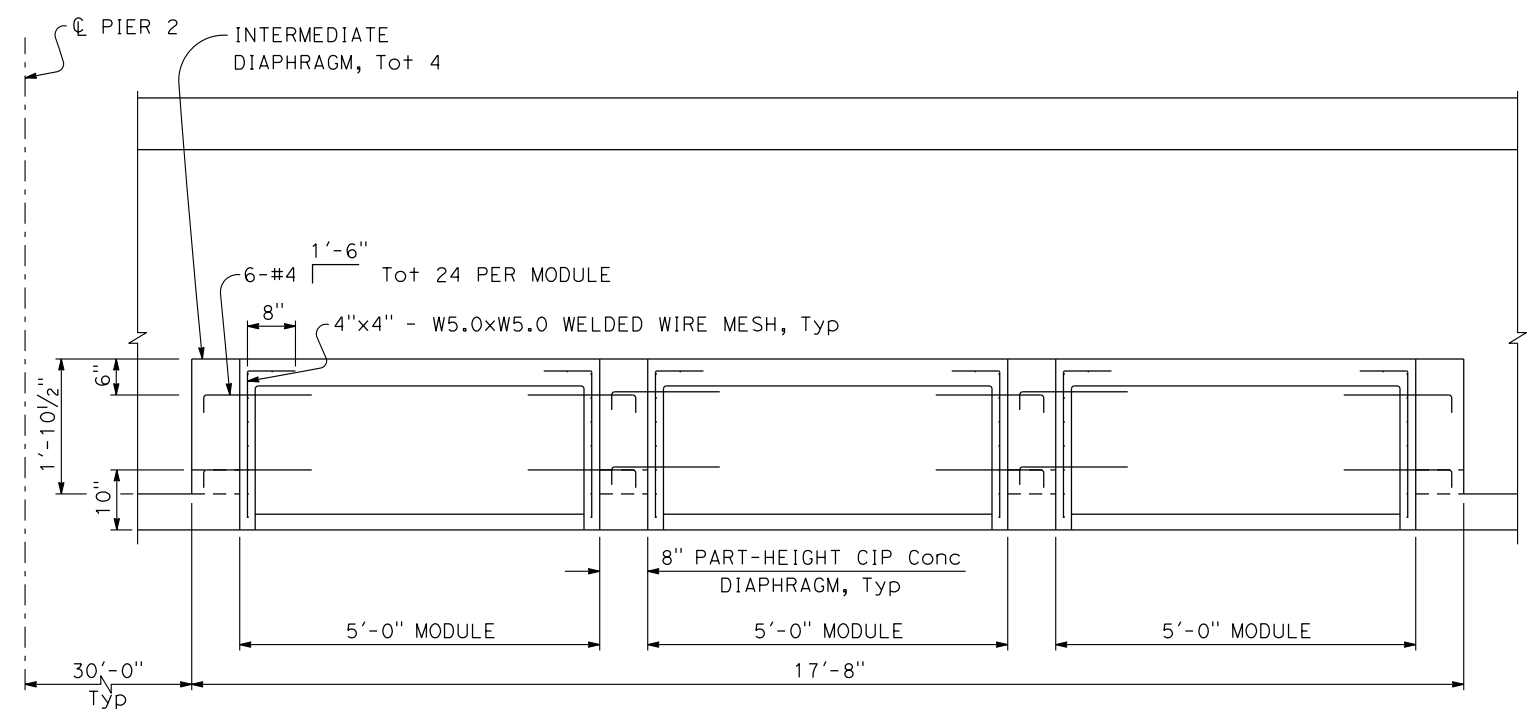 ℄ PIER 2
INTERMEDIATE
DIAPHRAGM, Tot 4
1'-6"
6-#4 Tot 24 PER MODULE
8"
4"x4" - W5.0xW5.0 WELDED WIRE MESH, Typ
6"
1'-10½"
10"
8" PART-HEIGHT CIP Conc
DIAPHRAGM, Typ
5'-0" MODULE
5'-0" MODULE
5'-0" MODULE
30'-0"
Typ
17'-8"